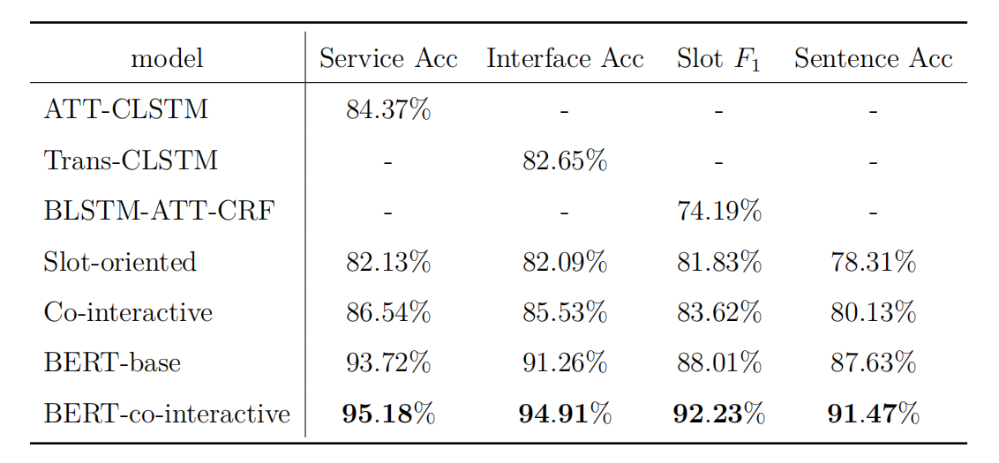 model Service Acc Interface Acc Slot F1 Sentence Acc
ATT-CLSTM 84.37% - - -
Trans-CLSTM - 82.65% - -
BLSTM-ATT-CRF - - 74.19% -
Slot-oriented 82.13% 82.09% 81.83% 78.31%
Co-interactive 86.54% 85.53% 83.62% 80.13%
BERT-base 93.72% 91.26% 88.01% 87.63%
BERT-co-interactive 95.18% 94.91% 92.23% 91.47%